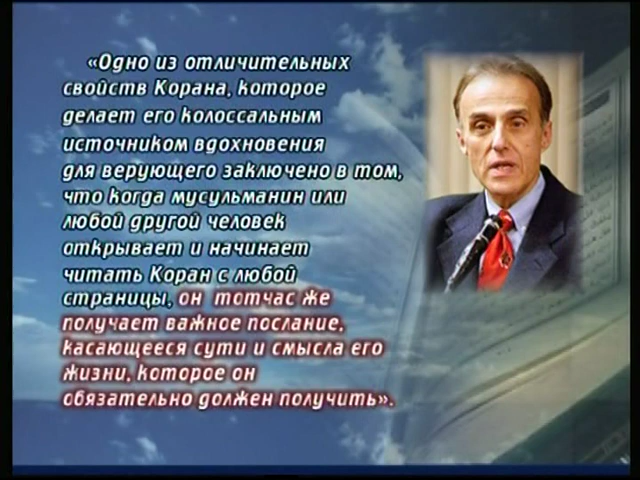 «Одно из отличительных
свойств Корана, которое
делает его колоссальным
источником вдохновения
для верующего заключено в том,
что когда мусульманин или
любой другой человек
открывает и начинает
читать Коран с любой
страницы, он тотчас же
получает важное послание,
касающееся сути и смысла его
жизни, которое он
обязательно должен получить».